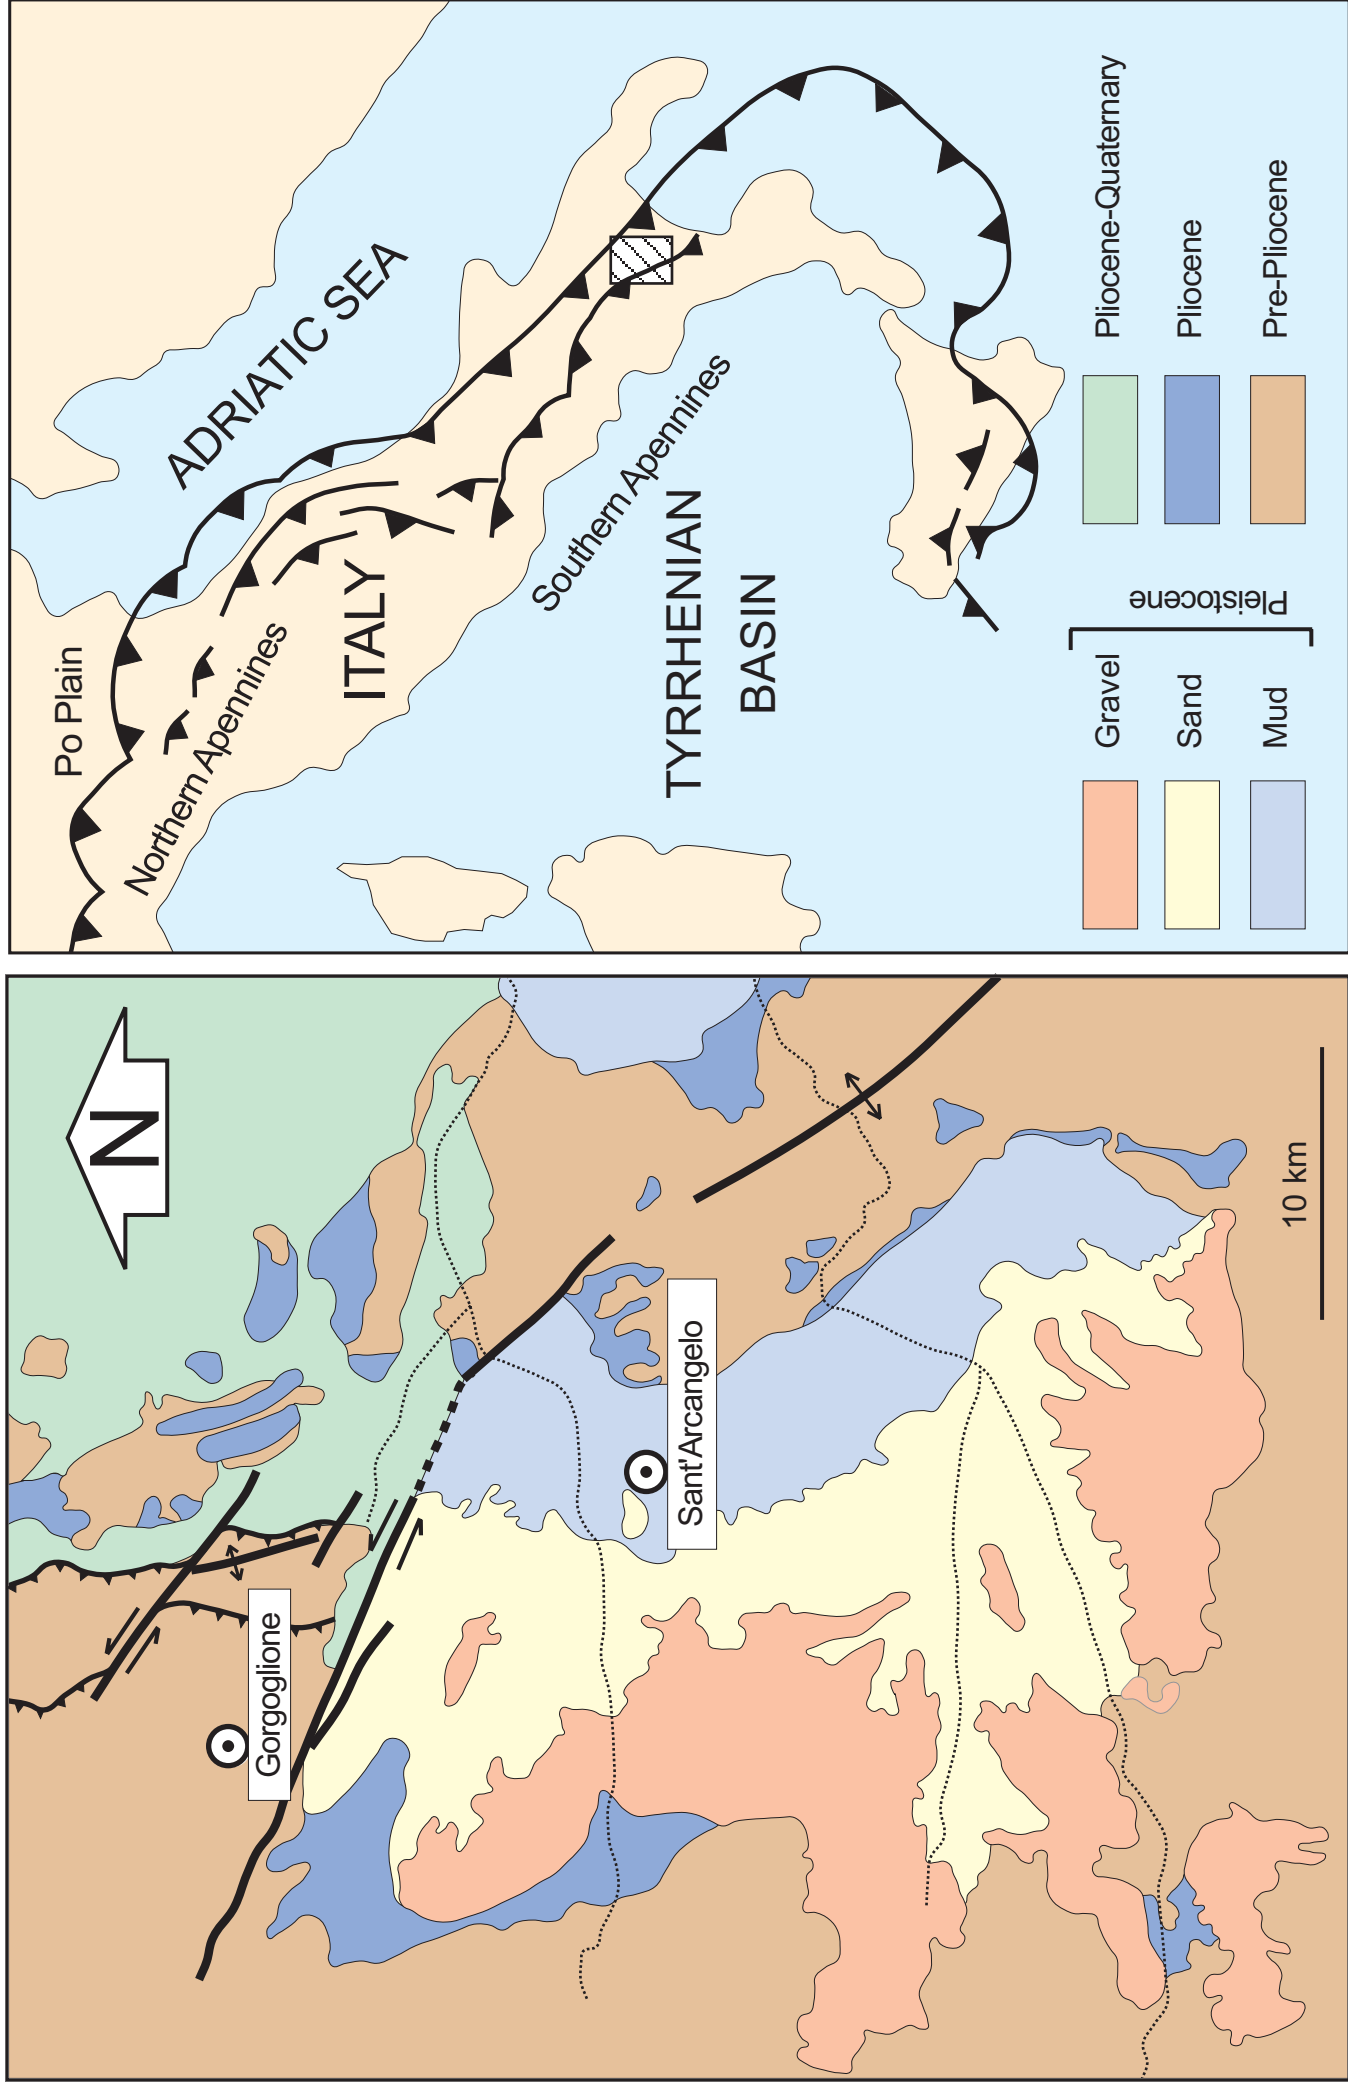 N
Gorgoglione
Sant'Arcangelo
10 km
Po Plain
ADRIATIC SEA
Northern Apennines
ITALY
Southern Apennines
TYRRHENIAN
BASIN
Gravel
Sand
Mud
Pleistocene
Pliocene-Quaternary
Pliocene
Pre-Pliocene